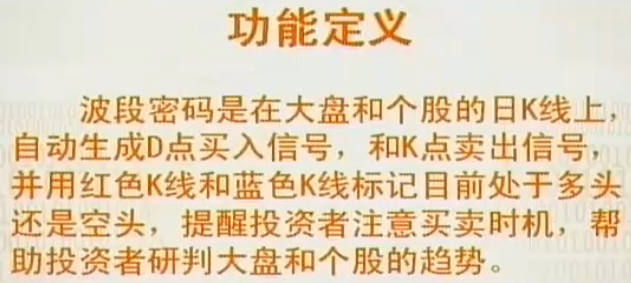 功能定义
波段密码是在大盘和个股的日K线上，
自动生成D点买入信号，和K点卖出信号，
并用红色K线和蓝色K线标记目前处于多头
还是空头，提醒投资者注意买卖时机，帮
助投资者研判大盘和个股的趋势。